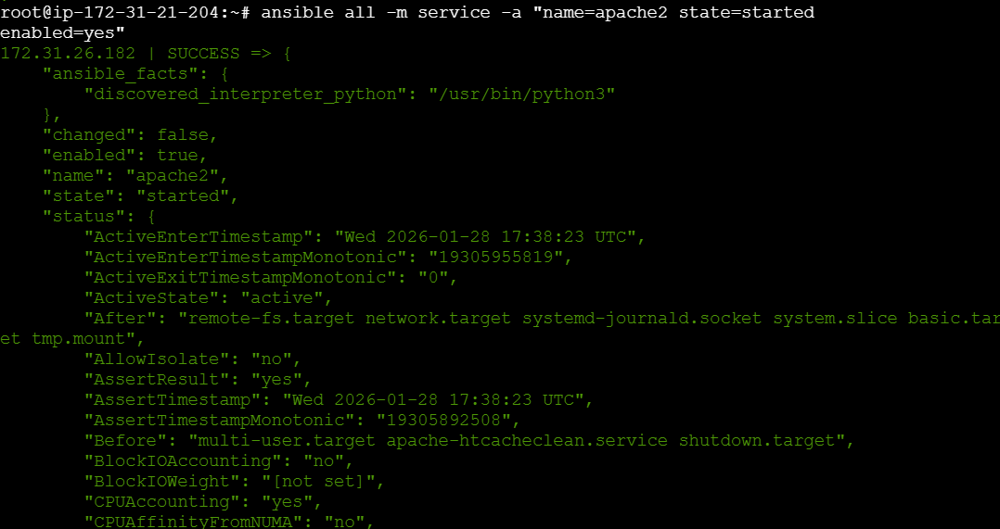 root@ip-172-31-21-204:~# ansible all -m service -a "name=apache2 state=started
enabled=yes"
172.31.26.182 | SUCCESS => {
    "ansible_facts": {
        "discovered_interpreter_python": "/usr/bin/python3"
    },
    "changed": false,
    "enabled": true,
    "name": "apache2",
    "state": "started",
    "status": {
        "ActiveEnterTimestamp": "Wed 2026-01-28 17:38:23 UTC",
        "ActiveEnterTimestampMonotonic": "19305955819",
        "ActiveExitTimestampMonotonic": "0",
        "ActiveState": "active",
        "After": "remote-fs.target network.target systemd-journald.socket system.slice basic.targ
et tmp.mount",
        "AllowIsolate": "no",
        "AssertResult": "yes",
        "AssertTimestamp": "Wed 2026-01-28 17:38:23 UTC",
        "AssertTimestampMonotonic": "19305892508",
        "Before": "multi-user.target apache-htcacheclean.service shutdown.target",
        "BlockIOAccounting": "no",
        "BlockIOWeight": "[not set]",
        "CPUAccounting": "yes",
        "CPUAffinityFromNUMA": "no",